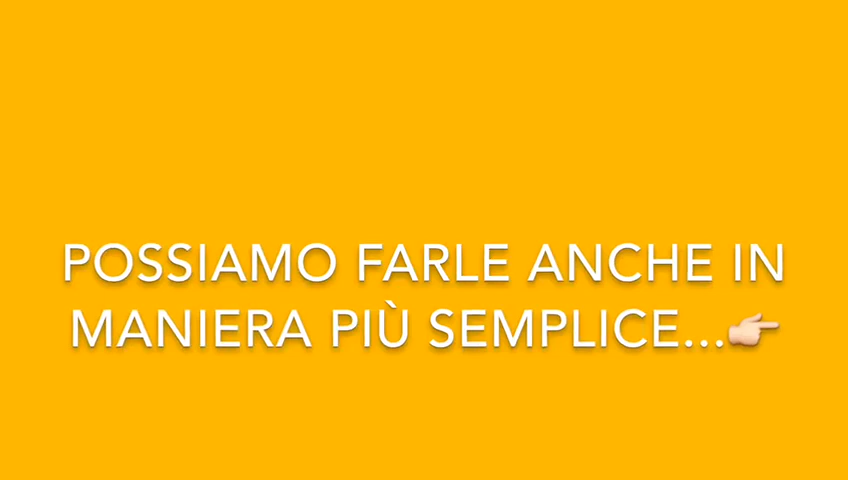 POSSIAMO FARLE ANCHE IN
MANIERA PIÙ SEMPLICE...👉🏻